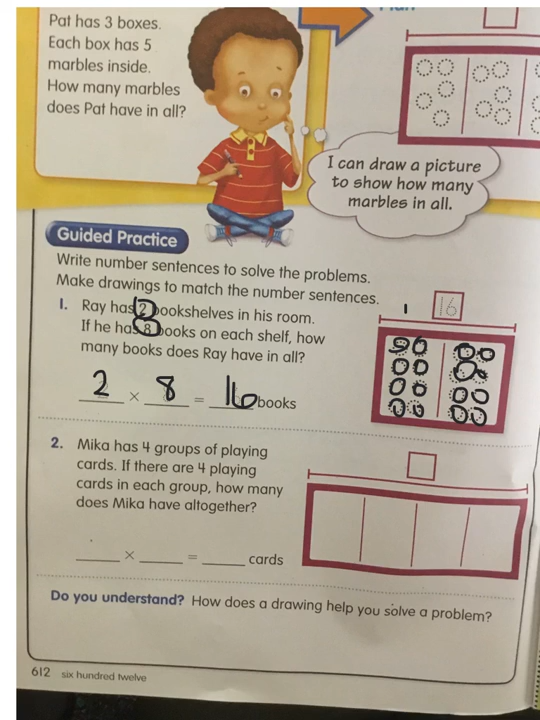 Pat has 3 boxes.
Each box has 5
marbles inside.
How many marbles
does Pat have in all?
I can draw a picture
to show how many
marbles in all.
Guided Practice
Write number sentences to solve the problems.
Make drawings to match the number sentences.
1. Ray has 2 bookshelves in his room.
If he has 8 books on each shelf, how
many books does Ray have in all?
2 × 8 = 16 books
1 16
2. Mika has 4 groups of playing
cards. If there are 4 playing
cards in each group, how many
does Mika have altogether?
___ × ___ = ___ cards
Do you understand? How does a drawing help you solve a problem?
612 six hundred twelve